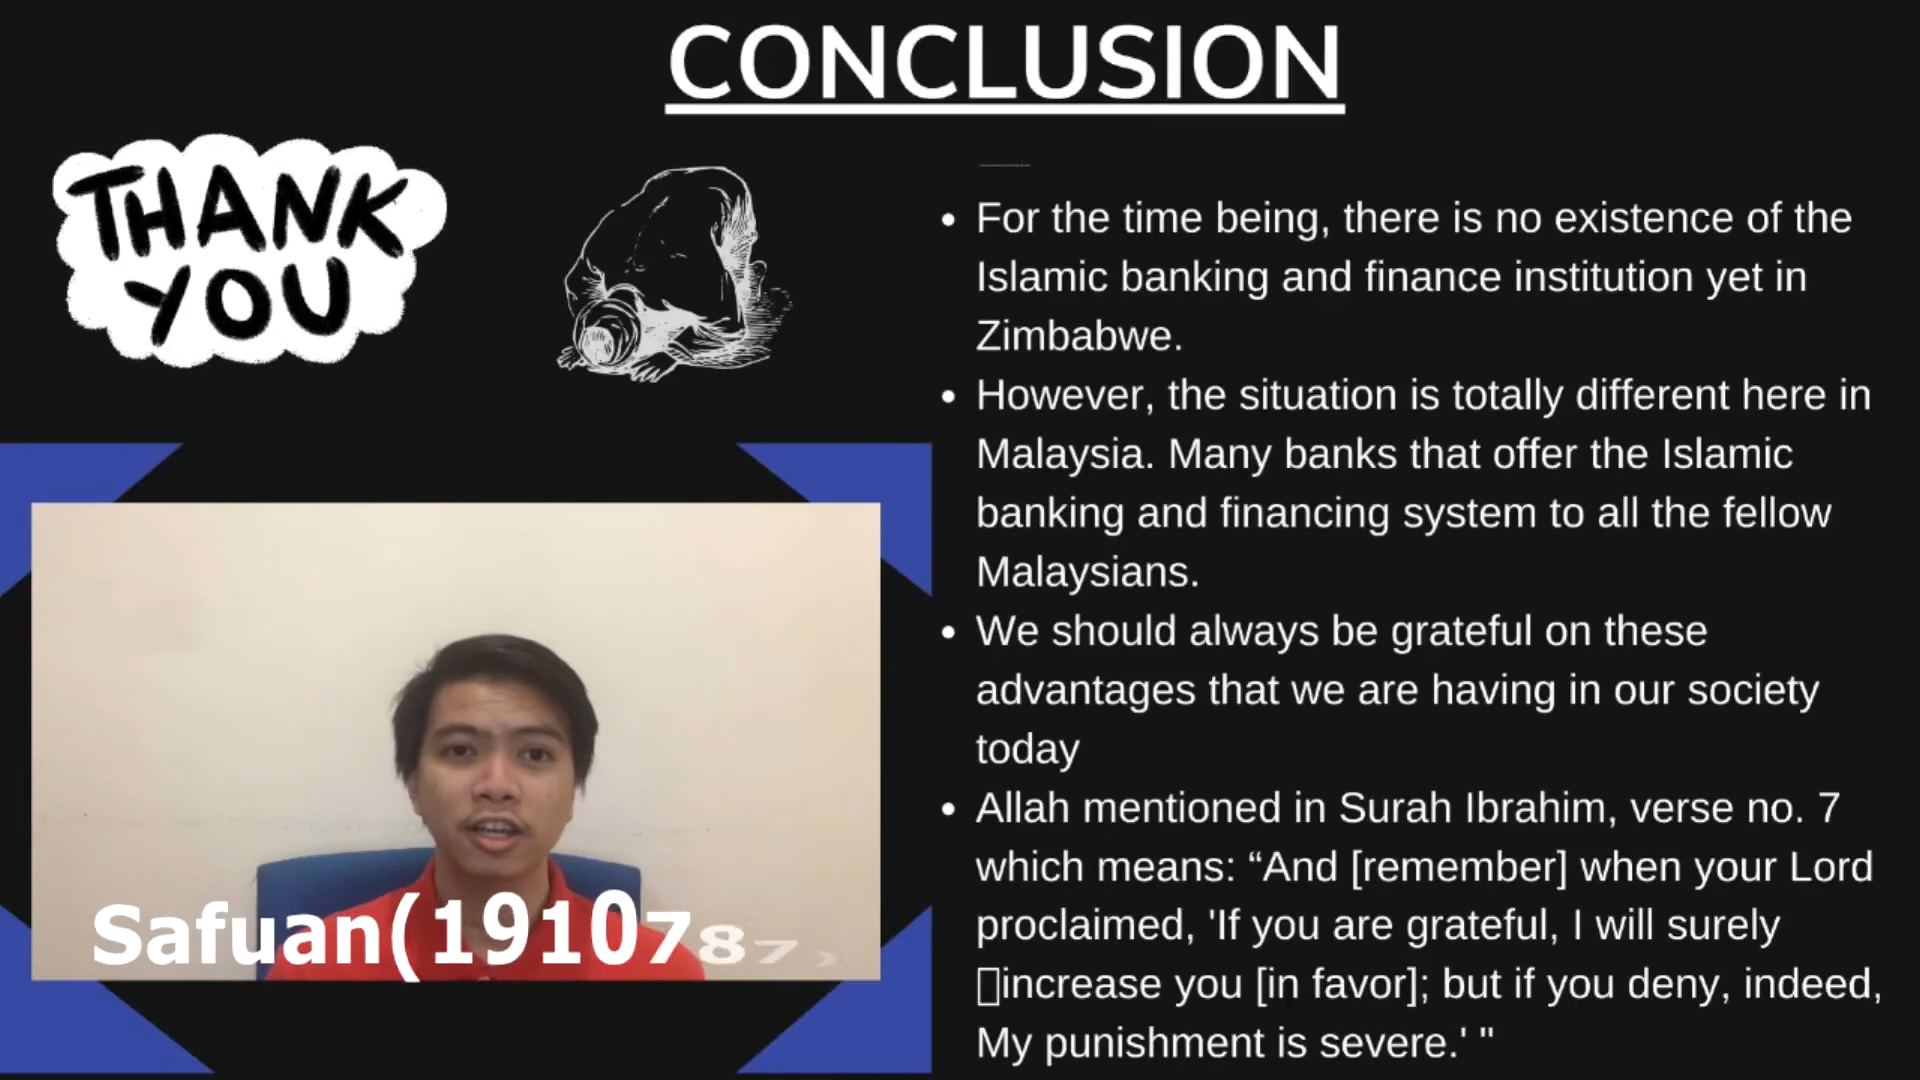 CONCLUSION
THANK
YOU
• For the time being, there is no existence of the
Islamic banking and finance institution yet in
Zimbabwe.
• However, the situation is totally different here in
Malaysia. Many banks that offer the Islamic
banking and financing system to all the fellow
Malaysians.
• We should always be grateful on these
advantages that we are having in our society
today
• Allah mentioned in Surah Ibrahim, verse no. 7
which means: “And [remember] when your Lord
proclaimed, 'If you are grateful, I will surely
increase you [in favor]; but if you deny, indeed,
My punishment is severe.' "
Safuan(1910787